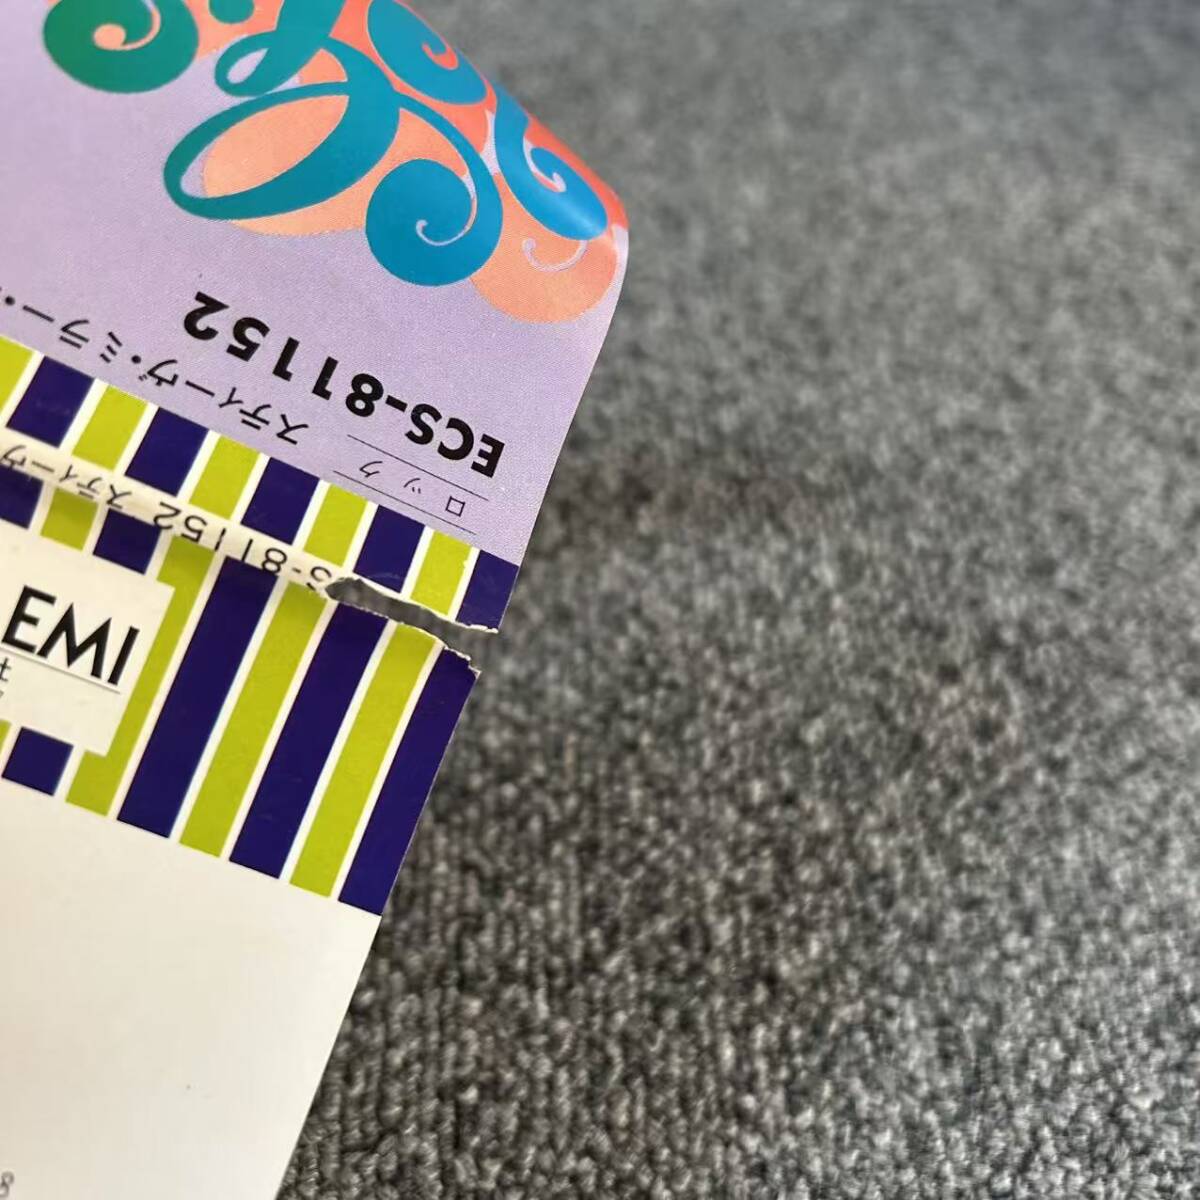 ロック
ECS-81152
スティーヴ・ミラー・
S-81152 スティーヴ
EMI